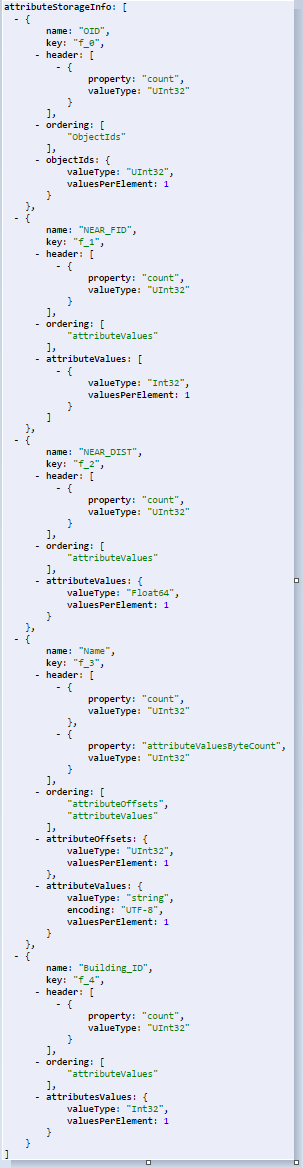 attributeStorageInfo: [
- {
name: "OID",
key: "f_0",
- header: [
- {
property: "count",
valueType: "UInt32"
}
],
- ordering: [
"ObjectIds"
],
- objectIds: {
valueType: "UInt32",
valuesPerElement: 1
}
},
- {
name: "NEAR_FID",
key: "f_1",
- header: [
- {
property: "count",
valueType: "UInt32"
}
],
- ordering: [
"attributeValues"
],
- attributeValues: [
- {
valueType: "Int32",
valuesPerElement: 1
}
]
},
- {
name: "NEAR_DIST",
key: "f_2",
- header: [
- {
property: "count",
valueType: "UInt32"
}
],
- ordering: [
"attributeValues"
],
- attributeValues: {
valueType: "Float64",
valuesPerElement: 1
}
},
- {
name: "Name",
key: "f_3",
- header: [
- {
property: "count",
valueType: "UInt32"
},
- {
property: "attributeValuesByteCount",
valueType: "UInt32"
}
],
- ordering: [
"attributeOffsets",
"attributeValues"
],
- attributeOffsets: {
valueType: "UInt32",
valuesPerElement: 1
},
- attributeValues: {
valueType: "string",
encoding: "UTF-8",
valuesPerElement: 1
}
},
- {
name: "Building_ID",
key: "f_4",
- header: [
- {
property: "count",
valueType: "UInt32"
}
],
- ordering: [
"attributeValues"
],
- attributesValues: {
valueType: "Int32",
valuesPerElement: 1
}
}
]